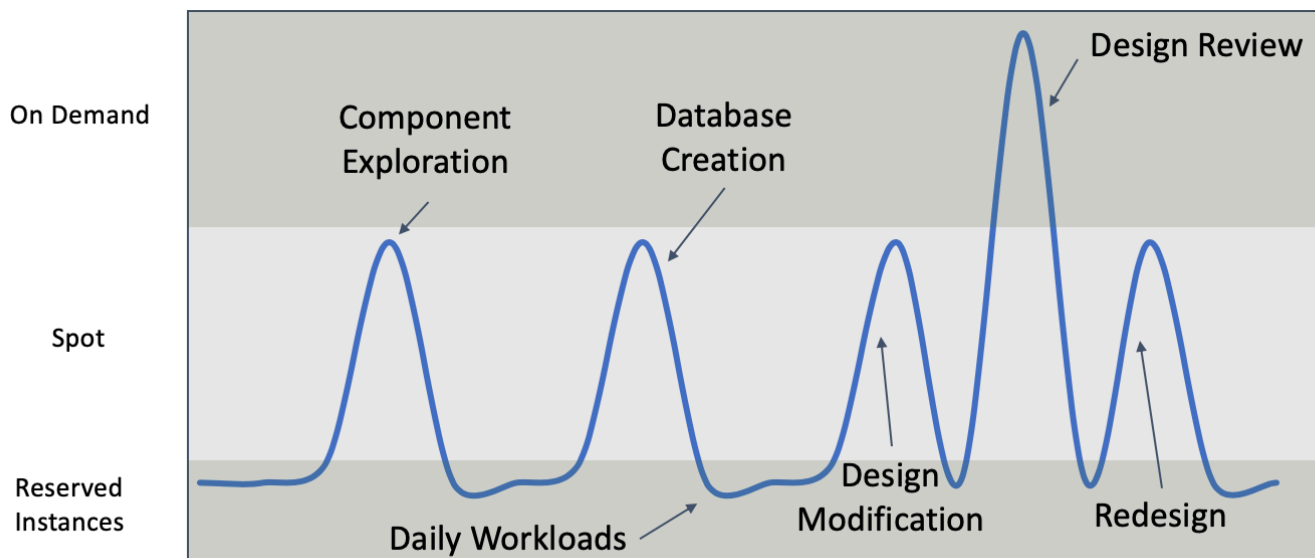 Design Review
On Demand
Component
Exploration
Database
Creation
Spot
Reserved
Instances
Daily Workloads
Design
Modification
Redesign